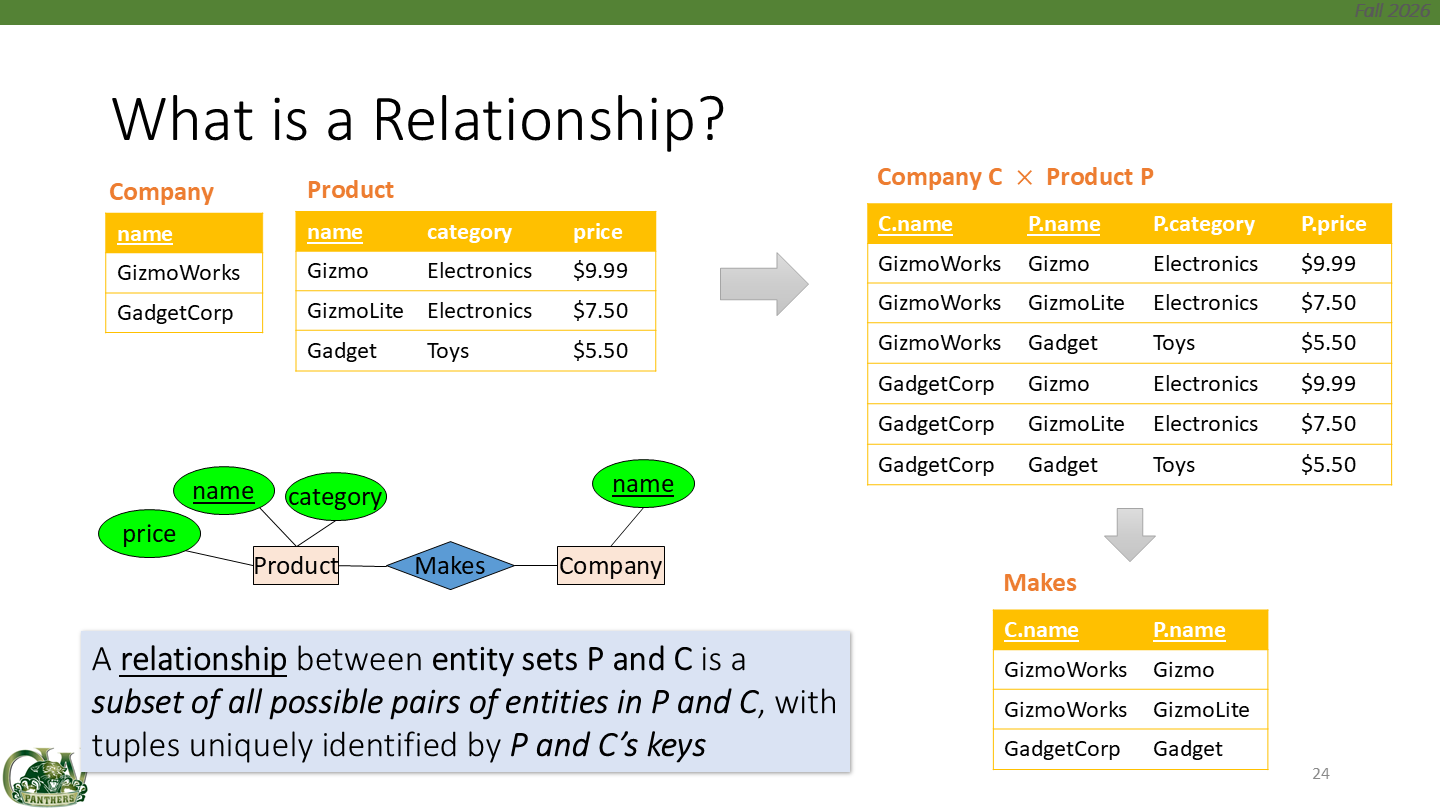 Fall 2026
What is a Relationship?
Company
name
GizmoWorks
GadgetCorp
Product
name category price
Gizmo Electronics $9.99
GizmoLite Electronics $7.50
Gadget Toys $5.50
Company C × Product P
C.name P.name P.category P.price
GizmoWorks Gizmo Electronics $9.99
GizmoWorks GizmoLite Electronics $7.50
GizmoWorks Gadget Toys $5.50
GadgetCorp Gizmo Electronics $9.99
GadgetCorp GizmoLite Electronics $7.50
GadgetCorp Gadget Toys $5.50
price
name
category
name
Product
Makes
Company
Makes
C.name P.name
GizmoWorks Gizmo
GizmoWorks GizmoLite
GadgetCorp Gadget
A relationship between entity sets P and C is a
subset of all possible pairs of entities in P and C, with
tuples uniquely identified by P and C’s keys
PANTHERS
24